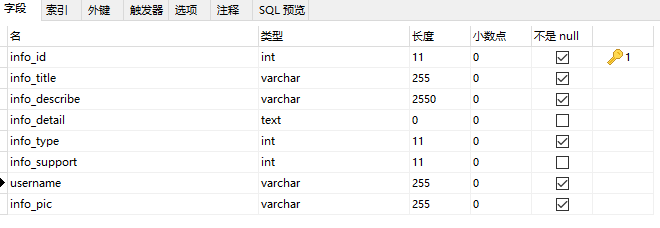 字段 索引 外键 触发器 选项 注释 SQL 预览
名 类型 长度 小数点 不是 null
info_id int 11 0 1
info_title varchar 255 0
info_describe varchar 2550 0
info_detail text 0 0
info_type int 11 0
info_support int 11 0
username varchar 255 0
info_pic varchar 255 0